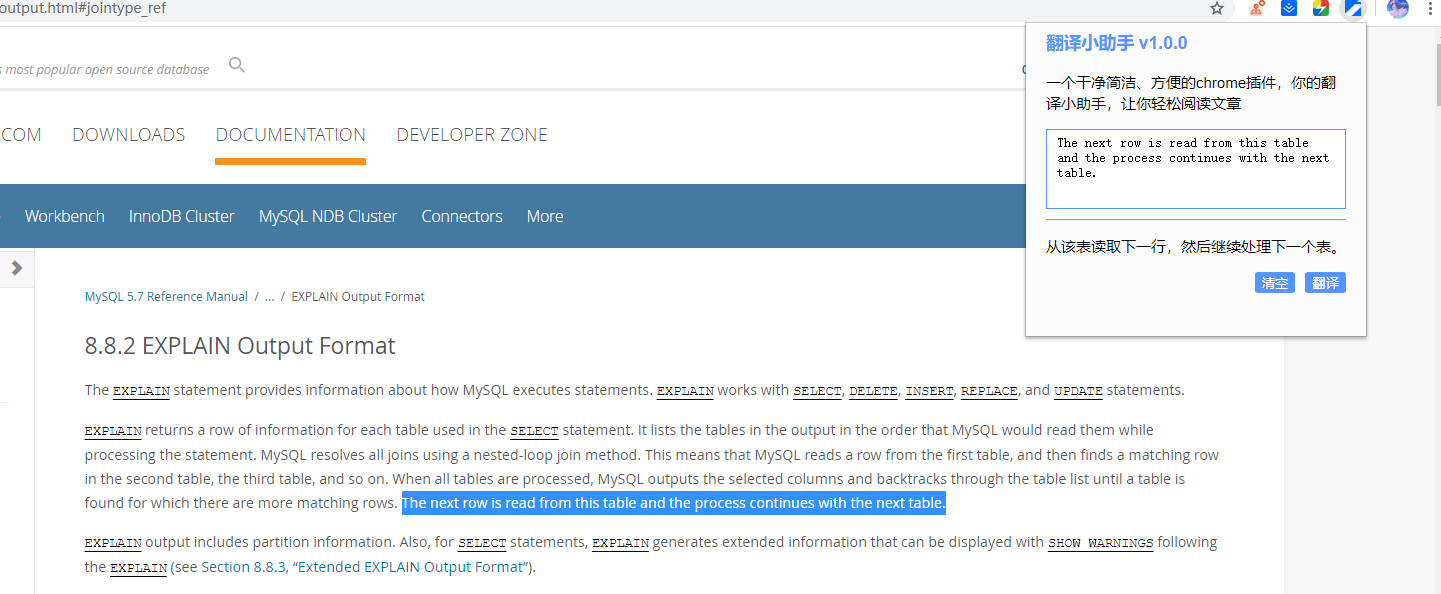 output.html#jointype_ref
翻译小助手 v1.0.0
一个干净简洁、方便的chrome插件，你的翻
译小助手，让你轻松阅读文章
The next row is read from this table
and the process continues with the next
table.
从该表读取下一行，然后继续处理下一个表。
清空 翻译
s most popular open source database
.COM DOWNLOADS DOCUMENTATION DEVELOPER ZONE
Workbench InnoDB Cluster MySQL NDB Cluster Connectors More
MySQL 5.7 Reference Manual / ... / EXPLAIN Output Format
8.8.2 EXPLAIN Output Format
The EXPLAIN statement provides information about how MySQL executes statements. EXPLAIN works with SELECT, DELETE, INSERT, REPLACE, and UPDATE statements.
EXPLAIN returns a row of information for each table used in the SELECT statement. It lists the tables in the output in the order that MySQL would read them while
processing the statement. MySQL resolves all joins using a nested-loop join method. This means that MySQL reads a row from the first table, and then finds a matching row
in the second table, the third table, and so on. When all tables are processed, MySQL outputs the selected columns and backtracks through the table list until a table is
found for which there are more matching rows. The next row is read from this table and the process continues with the next table.
EXPLAIN output includes partition information. Also, for SELECT statements, EXPLAIN generates extended information that can be displayed with SHOW WARNINGS following
the EXPLAIN (see Section 8.8.3, “Extended EXPLAIN Output Format”).